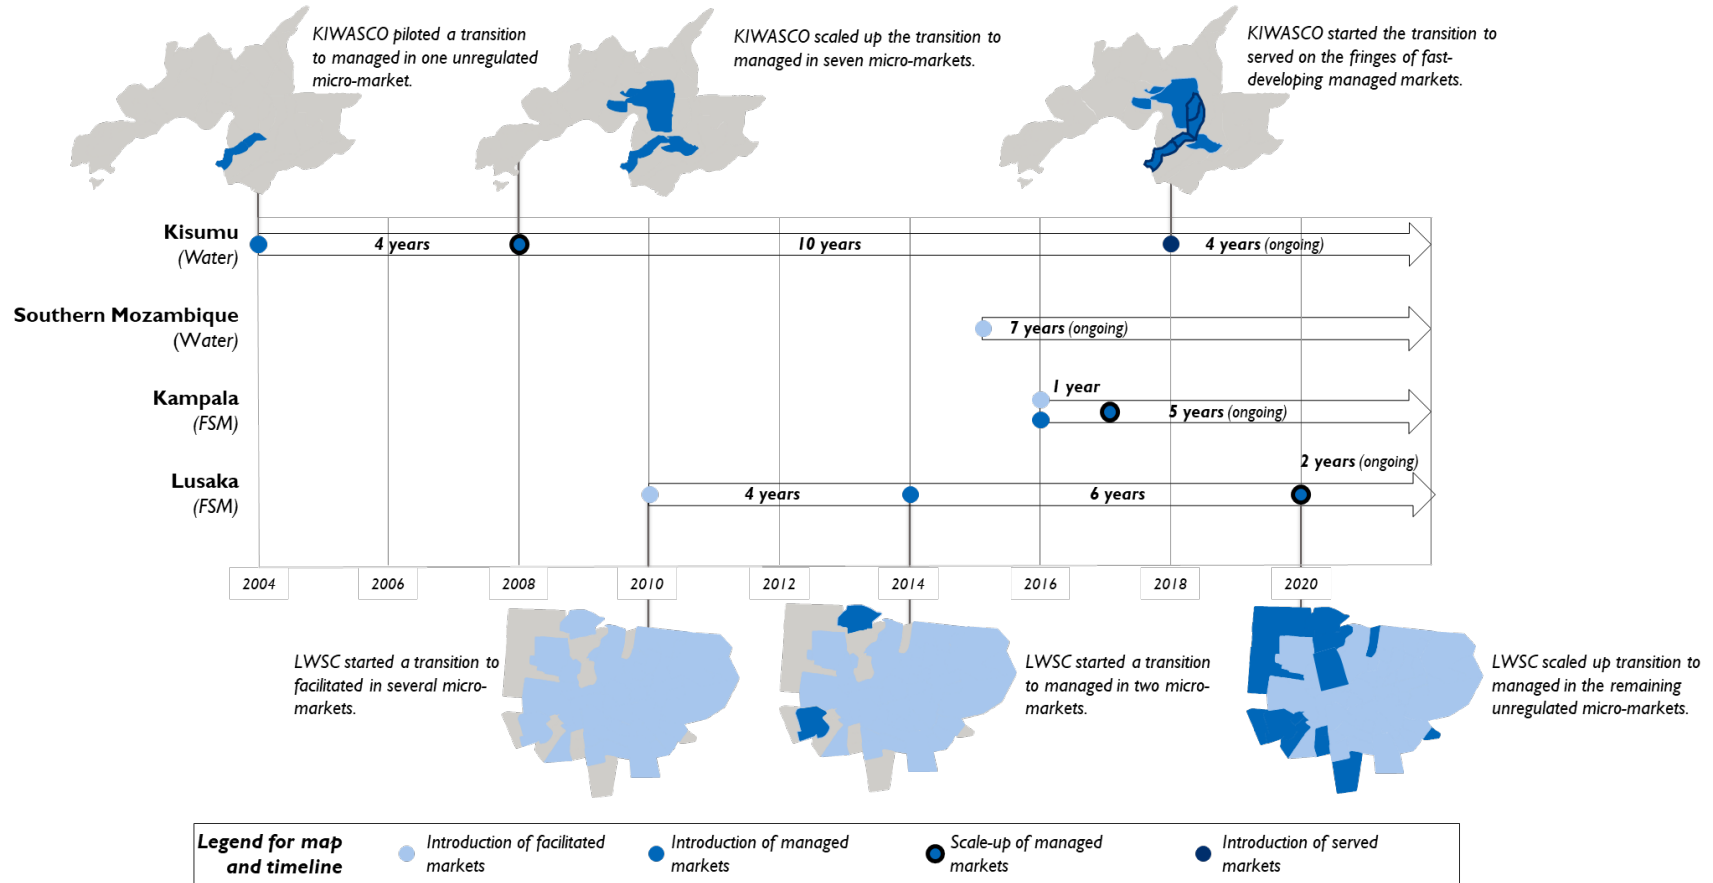 KIWASCO piloted a transition
to managed in one unregulated
micro-market.
KIWASCO scaled up the transition to
managed in seven micro-markets.
KIWASCO started the transition to
served on the fringes of fast-
developing managed markets.
Kisumu
(Water)
4 years
10 years
4 years (ongoing)
Southern Mozambique
(Water)
7 years (ongoing)
Kampala
(FSM)
1 year
5 years (ongoing)
Lusaka
(FSM)
4 years
6 years
2 years (ongoing)
2004
2006
2008
2010
2012
2014
2016
2018
2020
LWSC started a transition to
facilitated in several micro-
markets.
LWSC started a transition
to managed in two micro-
markets.
LWSC scaled up transition to
managed in the remaining
unregulated micro-markets.
Legend for map
and timeline
Introduction of facilitated
markets
Introduction of managed
markets
Scale-up of managed
markets
Introduction of served
markets